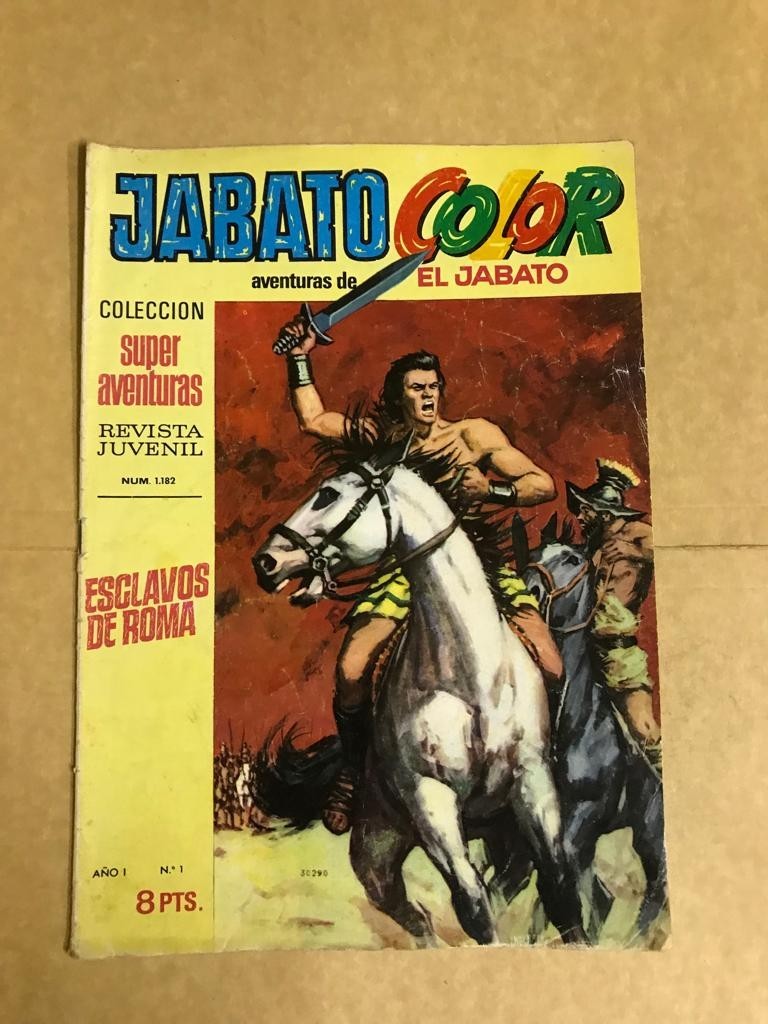 JABATO COLOR
aventuras de EL JABATO
COLECCION
super
aventuras
REVISTA
JUVENIL
NUM. 1.182
ESCLAVOS
DE ROMA
AÑO I N.º 1
8 PTS.
30290